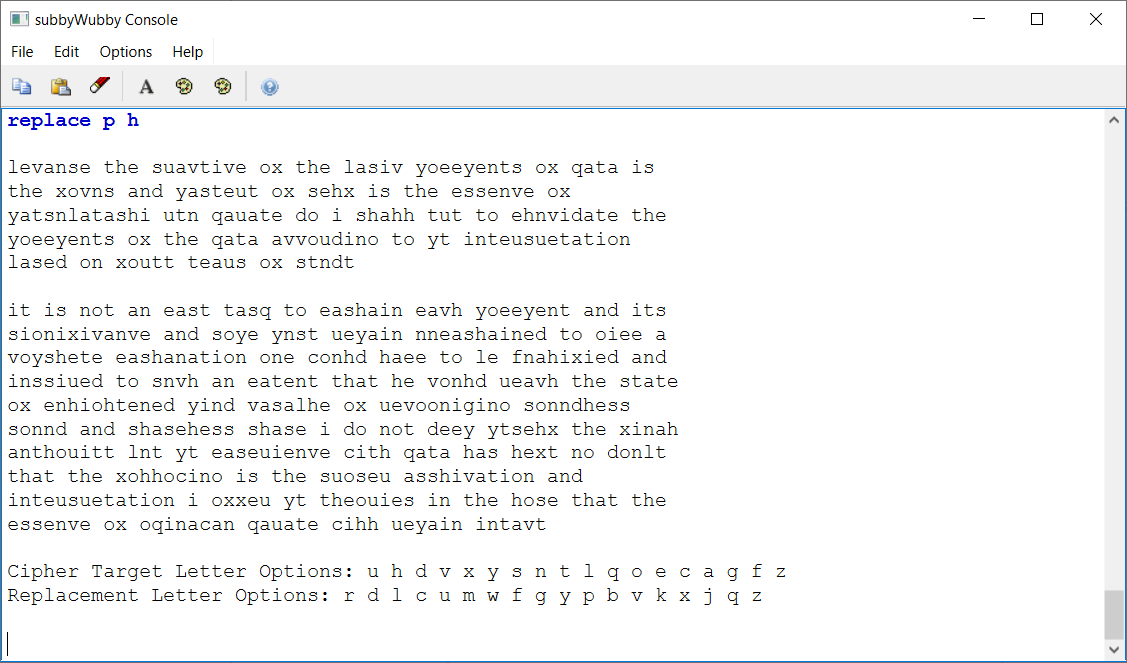 subbyWubby Console
File Edit Options Help
A
replace p h
levanse the suavtive ox the lasiv yoeeyents ox qata is
the xovns and yasteut ox sehx is the essenve ox
yatsnlatashi utn qauate do i shahh tut to ehnvidate the
yoeeyents ox the qata avvoudino to yt inteusuetation
lased on xoutt teaus ox stndt
it is not an east tasq to eashain eavh yoeeyent and its
sionixivanve and soye ynst ueyain nneashained to oiee a
voyshete eashanation one conhd haee to le fnahixied and
inssiued to snvh an eatent that he vonhd ueavh the state
ox enhiohtened yind vasalhe ox uevoonigino sonndhess
sonnd and shasehess shase i do not deey ytsehx the xinah
anthouitt lnt yt easeuienve cith qata has hext no donlt
that the xohhocino is the suoseu asshivation and
inteusuetation i oxxeu yt theouies in the hose that the
essenve ox oqinacan qauate cihh ueyain intavt
Cipher Target Letter Options: u h d v x y s n t l q o e c a g f z
Replacement Letter Options: r d l c u m w f g y p b v k x j q z